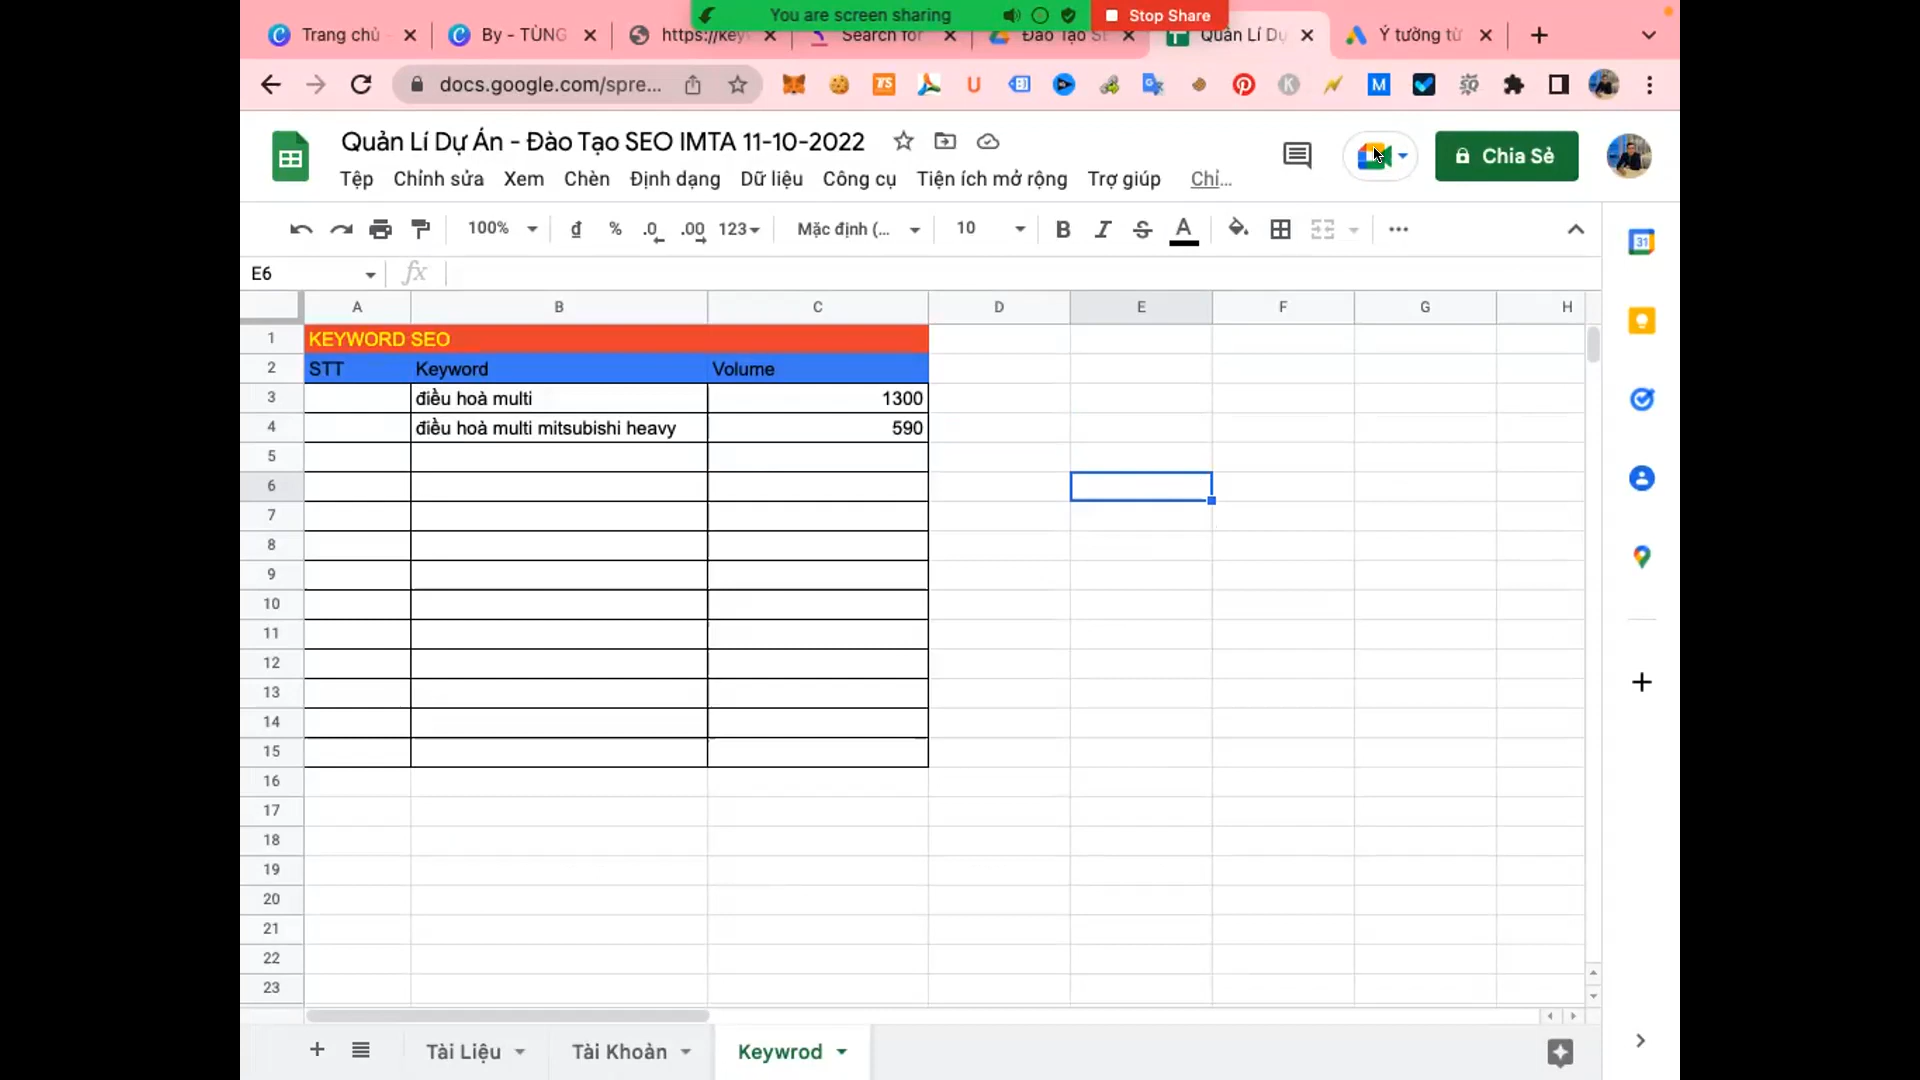 You are screen sharing
Stop Share
Trang chủ
By - TÙNG
https://key
Search for
Đào Tạo SE
Quản Lí Dự
Ý tưởng từ
docs.google.com/spre...
Quản Lí Dự Án - Đào Tạo SEO IMTA 11-10-2022
Chia Sẻ
Tệp Chỉnh sửa Xem Chèn Định dạng Dữ liệu Công cụ Tiện ích mở rộng Trợ giúp Chỉ...
100% đ % .0 .00 123 Mặc định (... 10 B I S A
E6 fx
A B C D E F G H
1 KEYWORD SEO
2 STT Keyword Volume
3 điều hoà multi 1300
4 điều hoà multi mitsubishi heavy 590
5
6
7
8
9
10
11
12
13
14
15
16
17
18
19
20
21
22
23
Tài Liệu Tài Khoản Keywrod